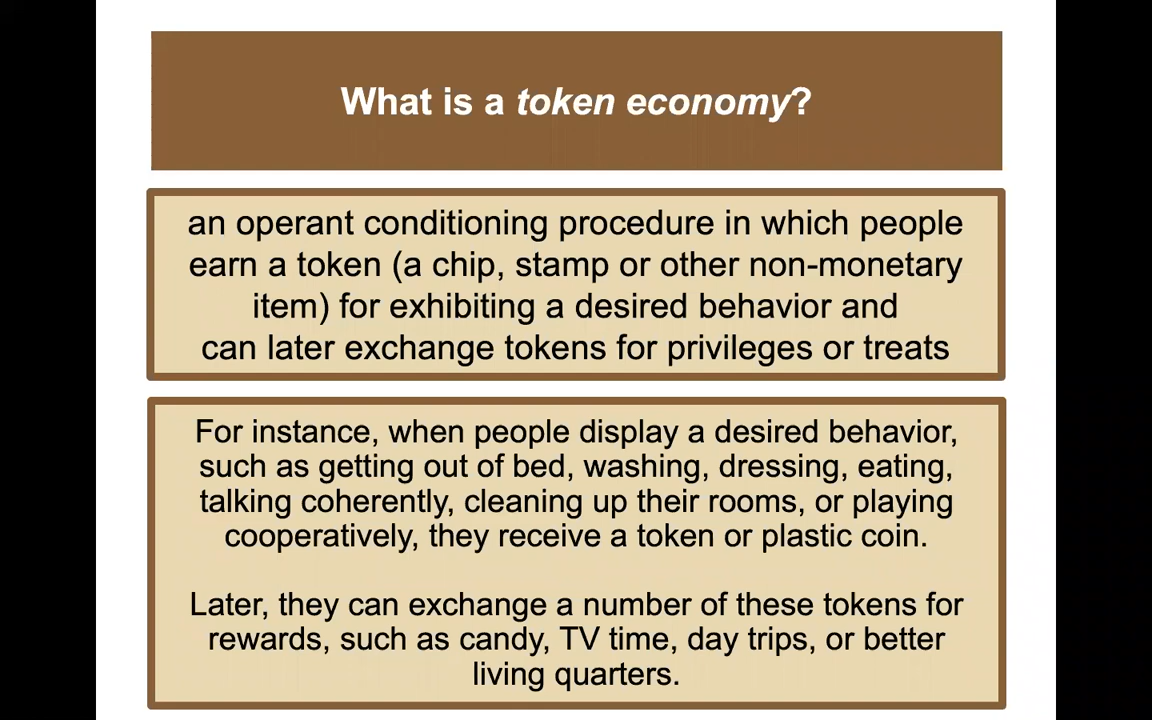 What is a token economy?
an operant conditioning procedure in which people
earn a token (a chip, stamp or other non-monetary
item) for exhibiting a desired behavior and
can later exchange tokens for privileges or treats
For instance, when people display a desired behavior,
such as getting out of bed, washing, dressing, eating,
talking coherently, cleaning up their rooms, or playing
cooperatively, they receive a token or plastic coin.
Later, they can exchange a number of these tokens for
rewards, such as candy, TV time, day trips, or better
living quarters.